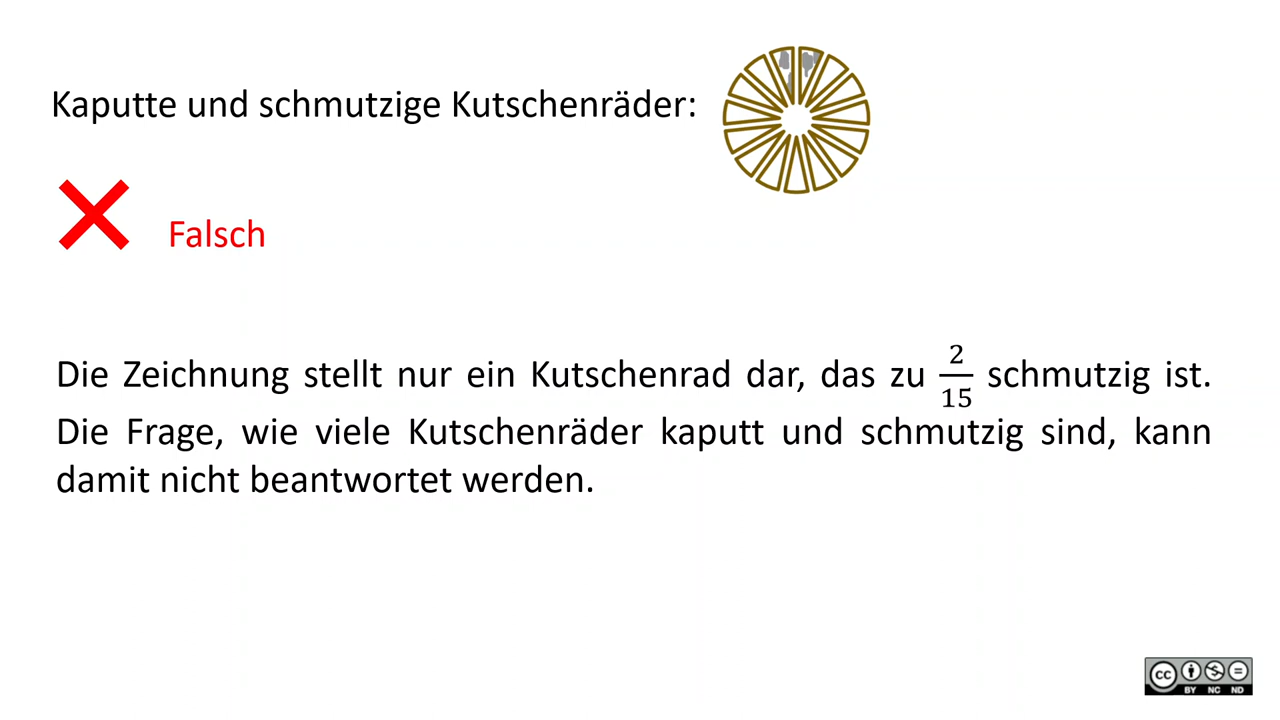 Kaputte und schmutzige Kutschenräder:
Falsch
Die Zeichnung stellt nur ein Kutschenrad dar, das zu 2/15 schmutzig ist.
Die Frage, wie viele Kutschenräder kaputt und schmutzig sind, kann
damit nicht beantwortet werden.
cc
BY NC ND